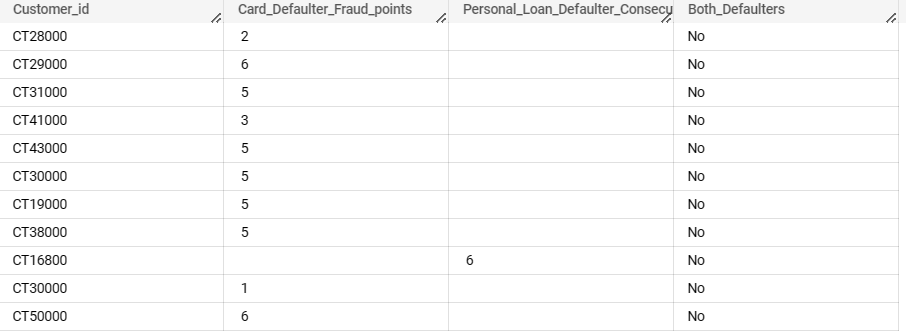 Customer_id Card_Defaulter_Fraud_points Personal_Loan_Defaulter_Consecu Both_Defaulters
CT28000 2 No
CT29000 6 No
CT31000 5 No
CT41000 3 No
CT43000 5 No
CT30000 5 No
CT19000 5 No
CT38000 5 No
CT16800 6 No
CT30000 1 No
CT50000 6 No